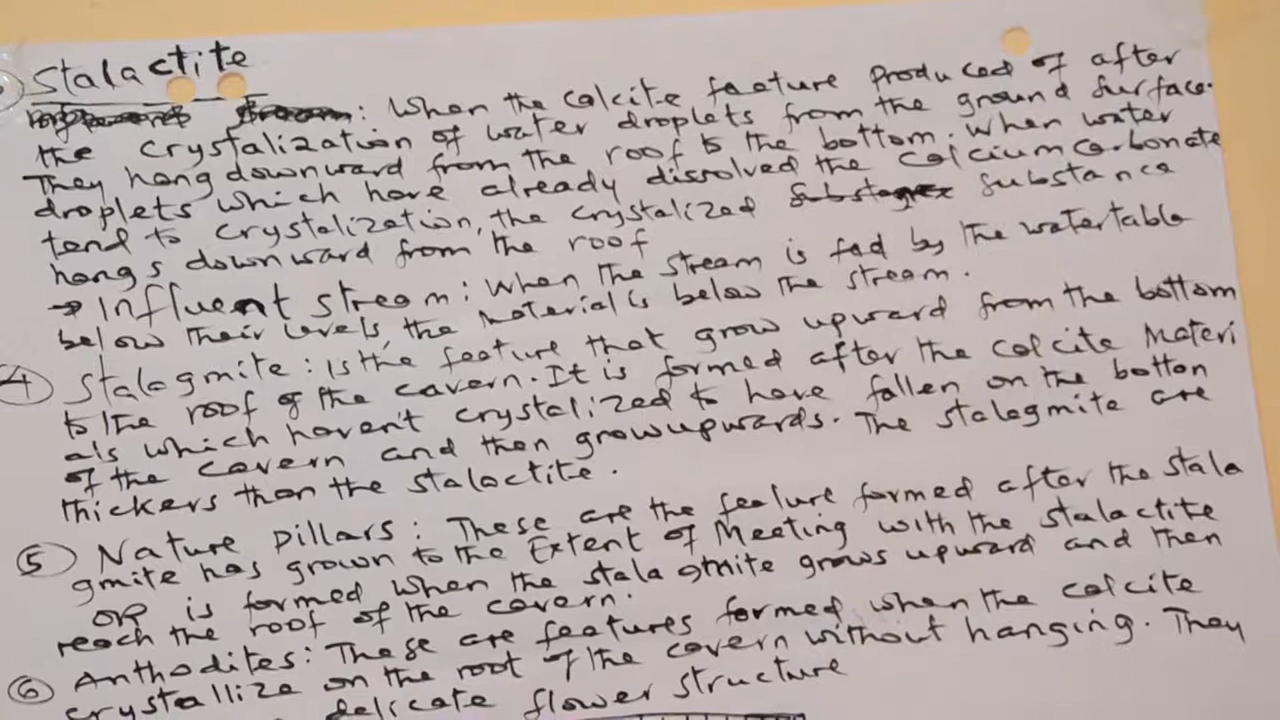 Stalactite
: When the calcite feature produced of after
the crystalization of water droplets from the ground surface.
They hang downward from the roof to the bottom. When water
droplets which have already dissolved the calcium carbonate
tend to crystalization, the crystalized substance
hangs downward from the roof
→ Influent stream: When the stream is fed by the watertable
below their levels, the material is below the stream.
4 Stalagmite: Is the feature that grow upward from the bottom
to the roof of the cavern. It is formed after the calcite Materi
als which haven't crystalized to have fallen on the botton
of the cavern and then grow upwards. The stalegmite are
thickers than the stalactite.
5 Nature pillars: These are the fealure formed after the stala
gmite has grown to the Extent of Meeting with the stalactite
OR is formed when the stalagmite grows upward and then
reach the roof of the cavern.
6 Anthodites: These are features formed when the calcite
crystallize on the root of the cavern without hanging. They
delicate flower structure